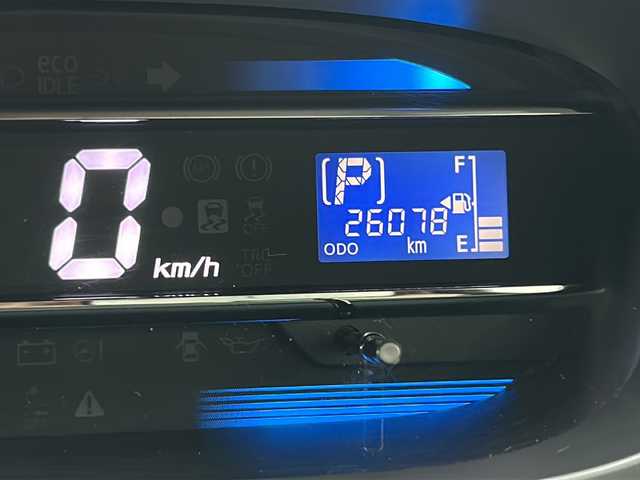 eco
IDLE
0 km/h
OFF
TRC
OFF
(P) F
26078
ODO km E